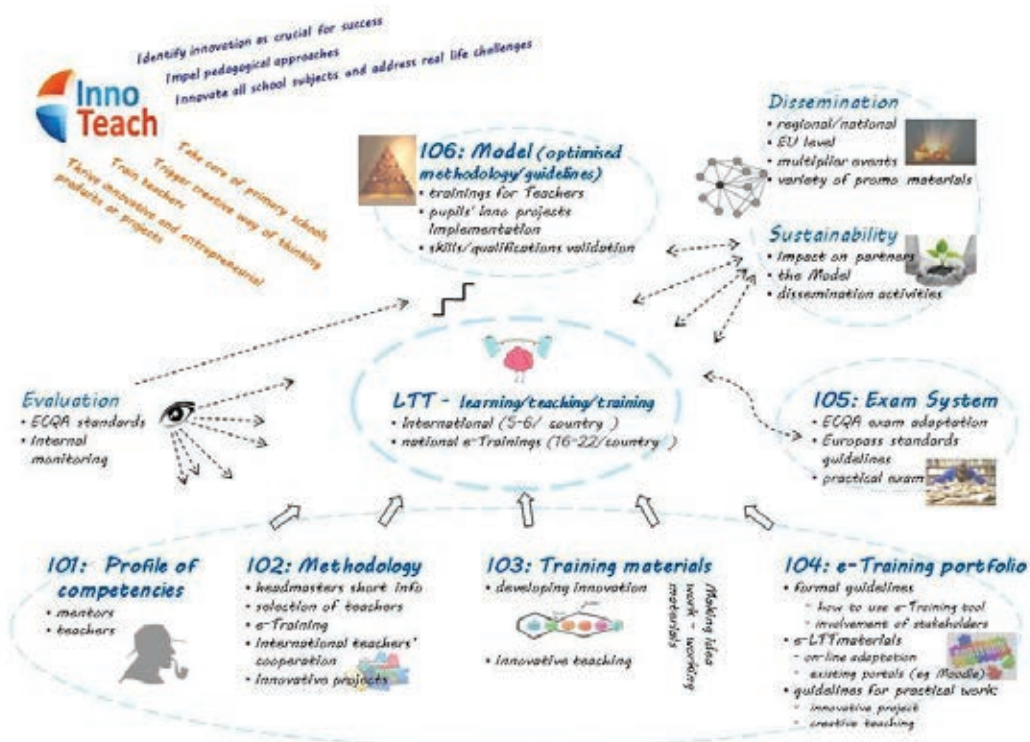 Inno
Teach
Identify innovation as crucial for success
Impel pedagogical approaches
Innovate all school subjects and address real life challenges
Take care of primary schools
Trigger creative way of thinking
Train teachers
Thrive innovative and entrepreneurial
products or projects
IO6: Model (optimised
methodology/guidelines)
• trainings for Teachers
• pupils' inno projects
implementation
• skills/qualifications validation
Dissemination
• regional/national
• EU level
• multiplier events
• variety of promo materials
Sustainability
• impact on partners
• the Model
• dissemination activities
Evaluation
• ECQA standards
• Internal
monitoring
LTT - learning/teaching/training
• International (5-6/ country )
• national e-Trainings (16-22/country )
IO5: Exam System
• ECQA exam adaptation
• Europass standards
guidelines
• practical exam
IO1: Profile of
competencies
• mentors
• teachers
IO2: Methodology
• headmasters short info
• selection of teachers
• e-Training
• international teachers'
cooperation
• innovative projects
IO3: Training materials
• developing innovation
• innovative teaching
Making idea
work - working
materials
IO4: e-Training portfolio
• formal guidelines
- how to use e-Training tool
- involvement of stakeholders
• e-LTTmaterials
- on-line adaptation
- existing portals (eg Moodle)
• guidelines for practical work:
- innovative project
- creative teaching